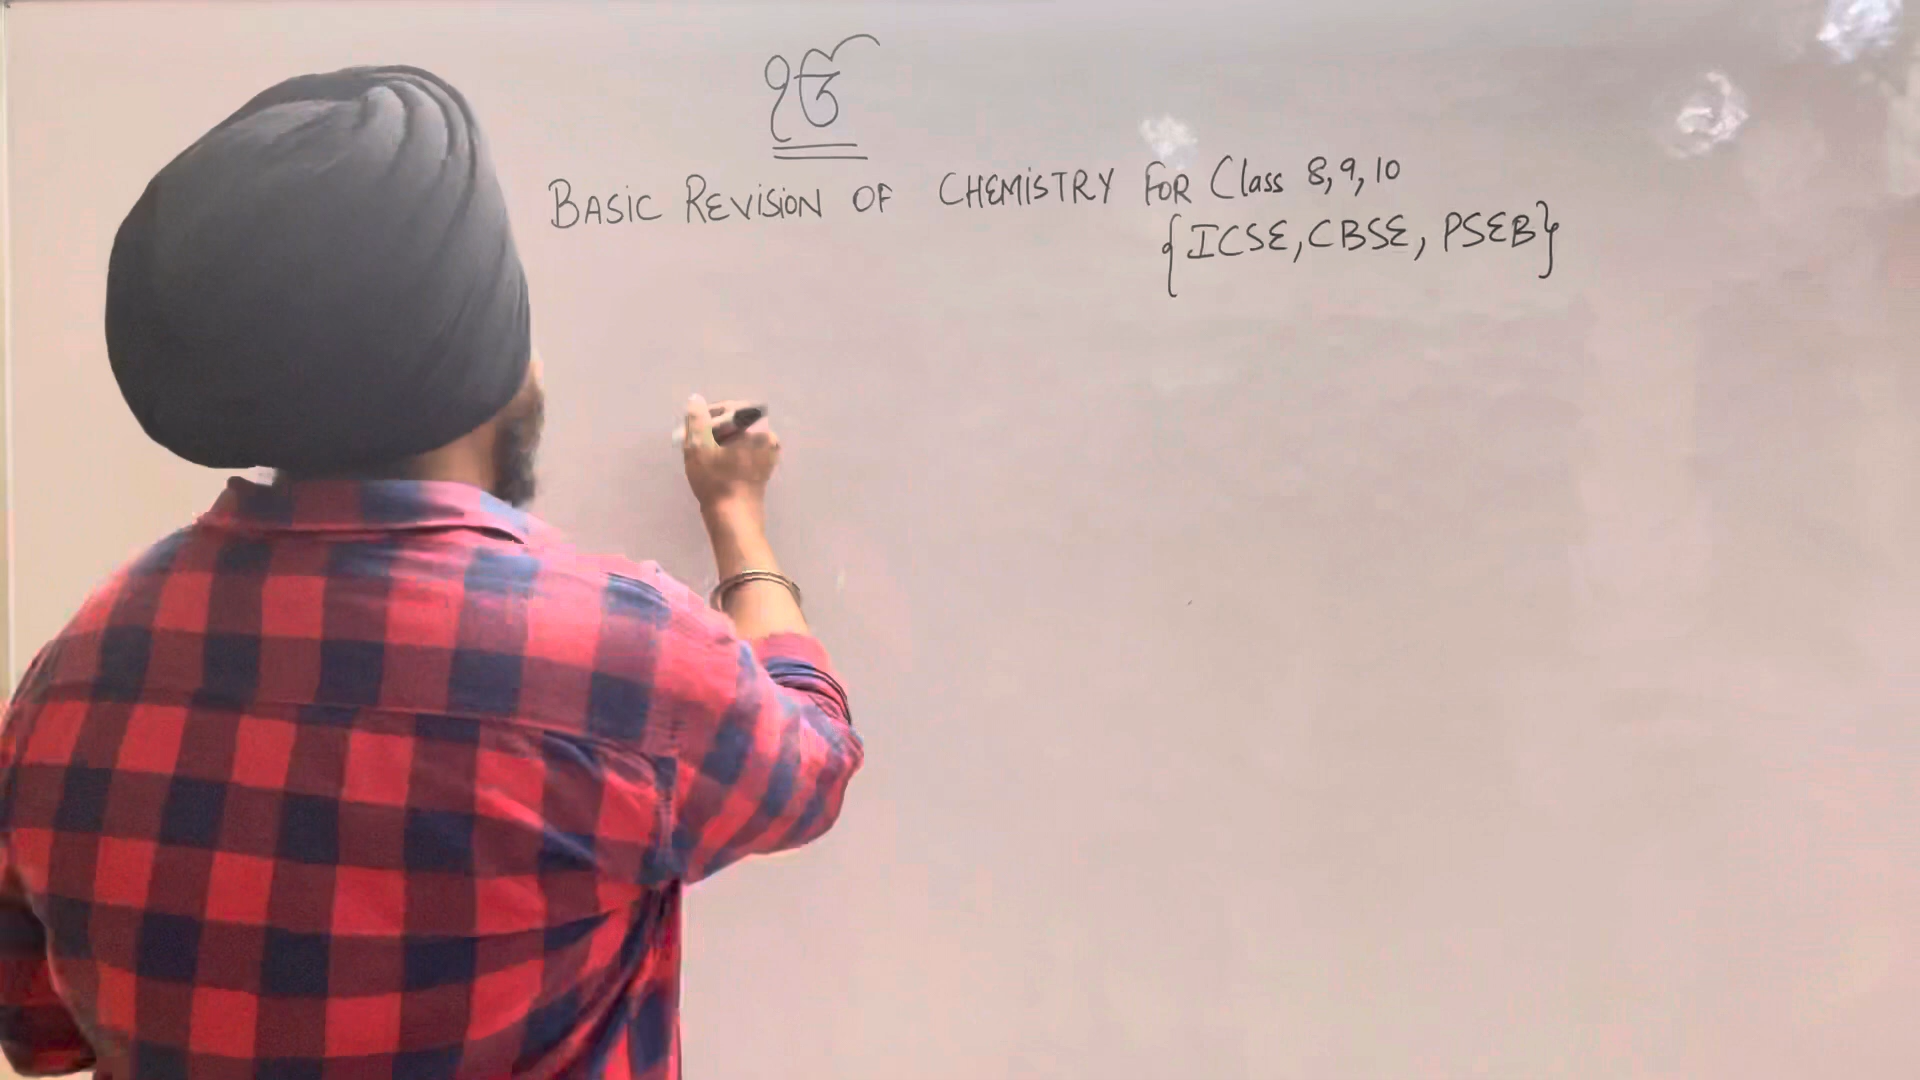 ੴ
BASIC REVISION OF CHEMISTRY FOR Class 8, 9, 10
{ICSE, CBSE, PSEB}